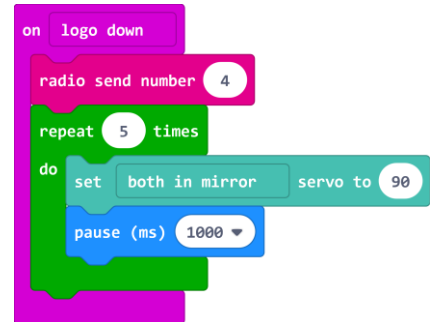 on logo down
radio send number 4
repeat 5 times
do
set both in mirror servo to 90
pause (ms) 1000